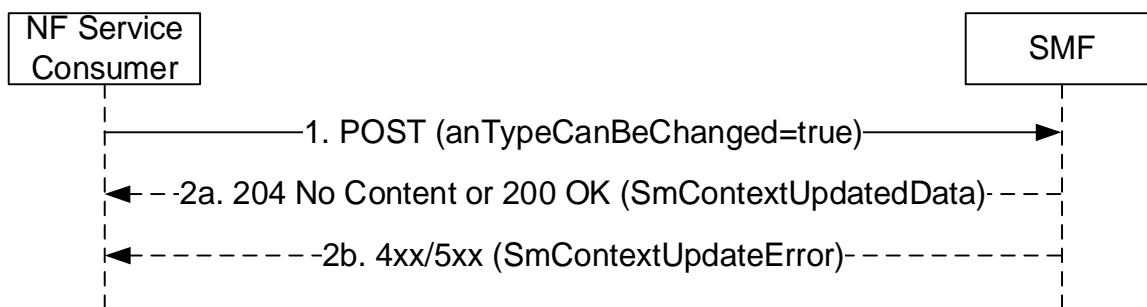 NF Service
Consumer
SMF
1. POST (anTypeCanBeChanged=true)
2a. 204 No Content or 200 OK (SmContextUpdatedData)
2b. 4xx/5xx (SmContextUpdateError)